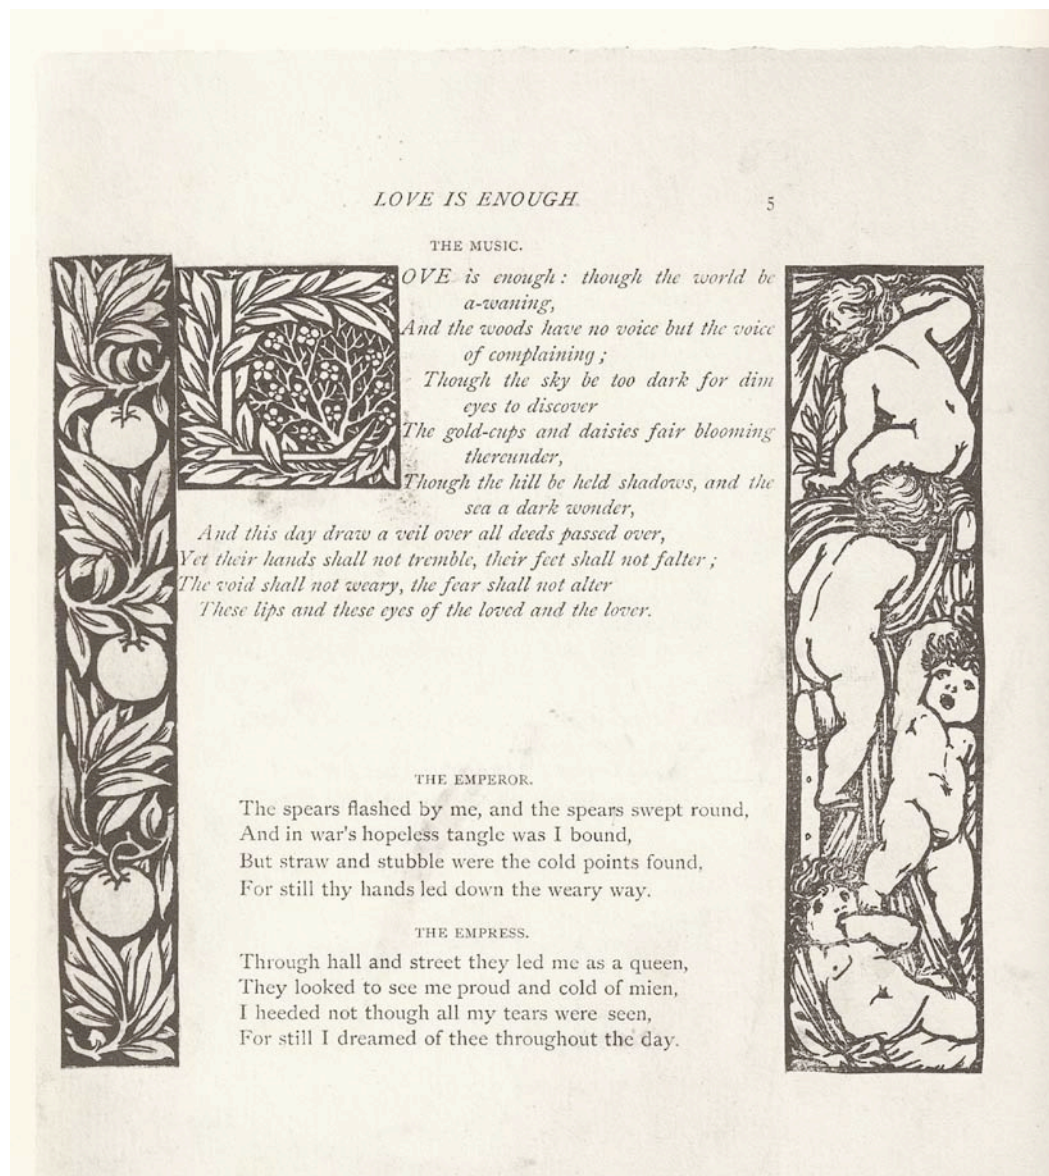 LOVE IS ENOUGH.
5
THE MUSIC.
LOVE is enough: though the world be
a-waning,
And the woods have no voice but the voice
of complaining;
Though the sky be too dark for dim
eyes to discover
The gold-cups and daisies fair blooming
thereunder,
Though the hill be held shadows, and the
sea a dark wonder,
And this day draw a veil over all deeds passed over,
Yet their hands shall not tremble, their feet shall not falter;
The void shall not weary, the fear shall not alter
These lips and these eyes of the loved and the lover.
THE EMPEROR.
The spears flashed by me, and the spears swept round,
And in war's hopeless tangle was I bound,
But straw and stubble were the cold points found,
For still thy hands led down the weary way.
THE EMPRESS.
Through hall and street they led me as a queen,
They looked to see me proud and cold of mien,
I heeded not though all my tears were seen,
For still I dreamed of thee throughout the day.